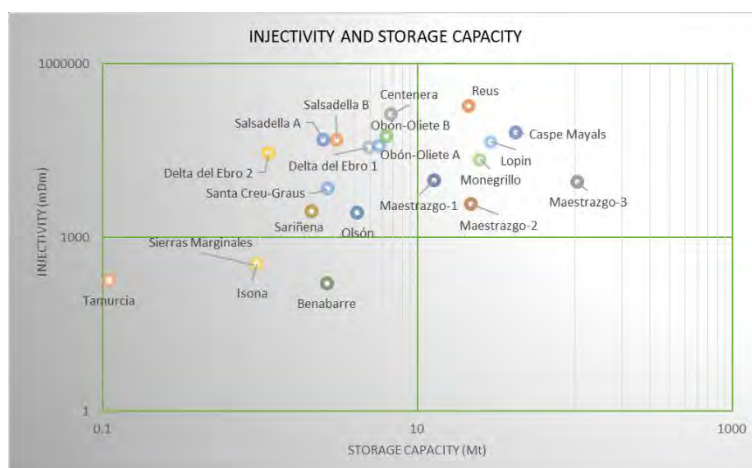 INJECTIVITY AND STORAGE CAPACITY
1000000
Reus
Centenera
Salsadella B
Salsadella A
Obón-Oliete B
Caspe Mayals
Delta del Ebro 1
Obón-Oliete A
Lopin
Delta del Ebro 2
Monegrillo
Santa Creu-Graus
Maestrazgo-1
Maestrazgo-3
Sariñena
Olsón
Maestrazgo-2
1000
Sierras Marginales
Isona
Tamurcia
Benabarre
INJECTIVITY (mDm)
1
0.1
10
1000
STORAGE CAPACITY (Mt)